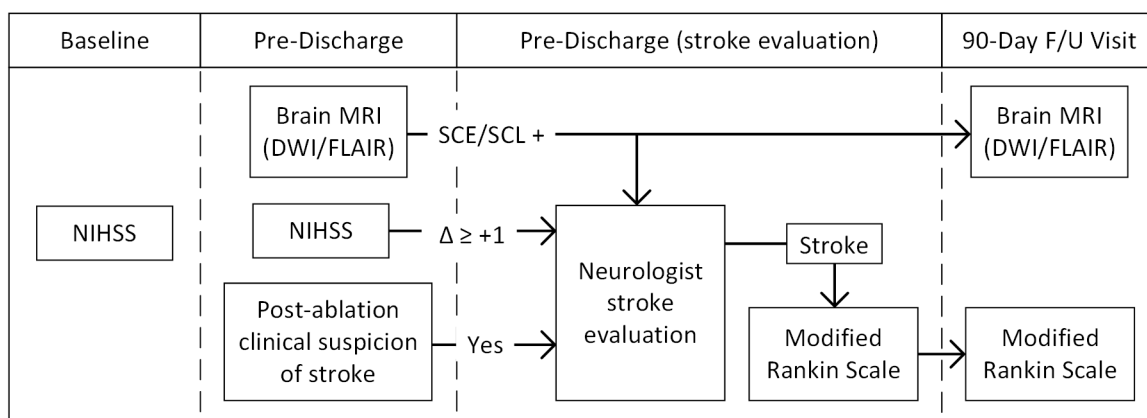 Baseline
Pre-Discharge
Pre-Discharge (stroke evaluation)
90-Day F/U Visit
Brain MRI
(DWI/FLAIR)
SCE/SCL +
Brain MRI
(DWI/FLAIR)
NIHSS
NIHSS
Δ ≥ +1
Neurologist
stroke
evaluation
Stroke
Post-ablation
clinical suspicion
of stroke
Yes
Modified
Rankin Scale
Modified
Rankin Scale